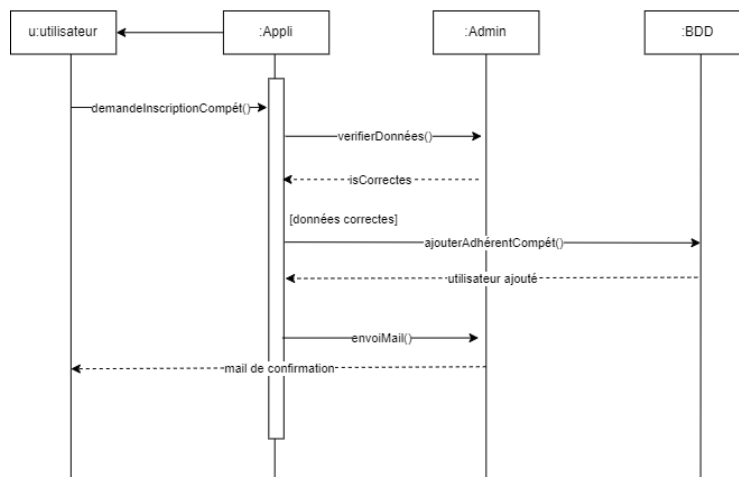 u:utilisateur
:Appli
:Admin
:BDD
demandeInscriptionCompét()
verifierDonnées()
isCorrectes
[données correctes]
ajouterAdhérentCompét()
utilisateur ajouté
envoiMail()
mail de confirmation